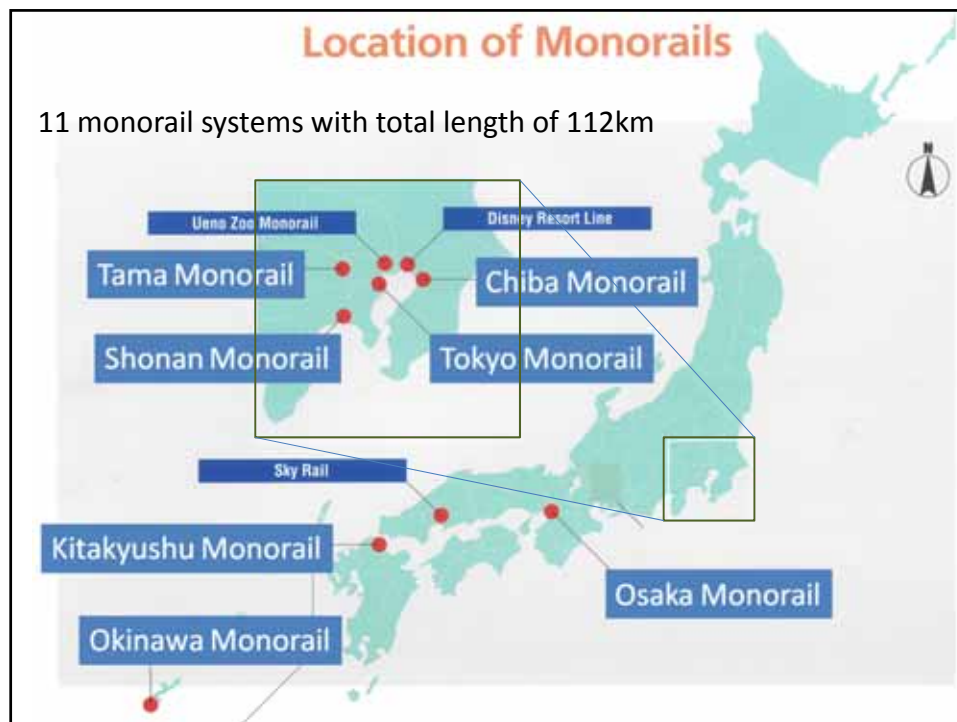 Location of Monorails
11 monorail systems with total length of 112km
N
Ueno Zoo Monorail
Disney Resort Line
Tama Monorail
Chiba Monorail
Shonan Monorail
Tokyo Monorail
Sky Rail
Kitakyushu Monorail
Osaka Monorail
Okinawa Monorail